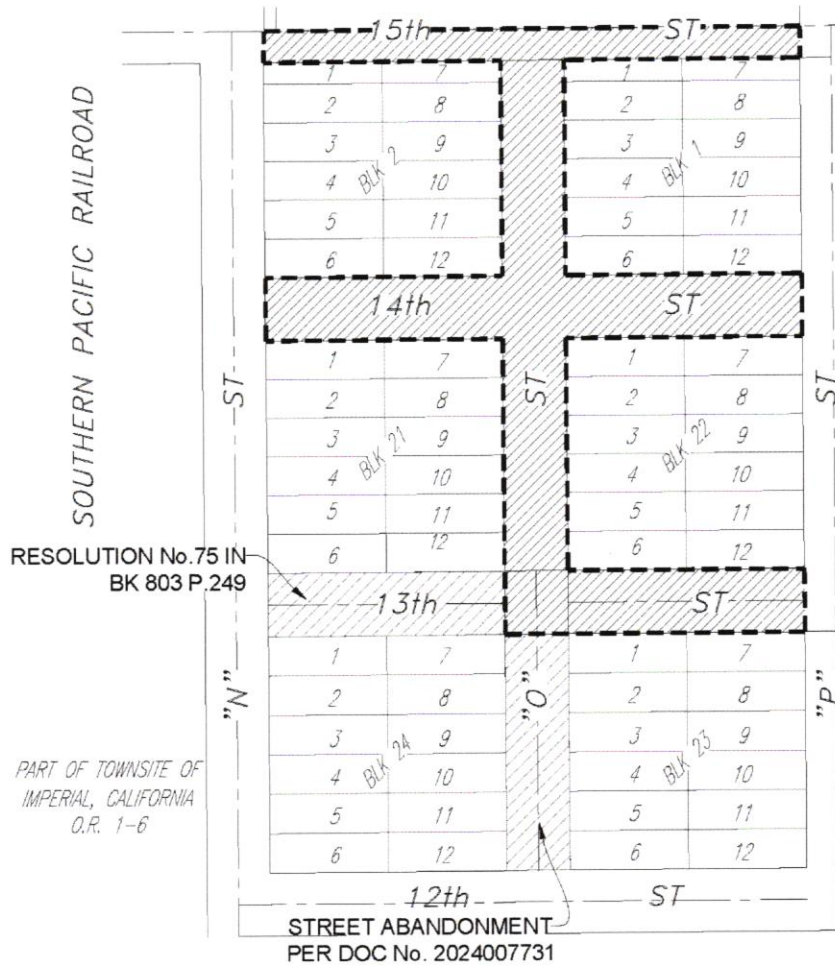 15th ST
1 7 1 7
2 8 2 8
3 9 3 9
BLK 2 BLK 1
4 10 4 10
5 11 5 11
6 12 6 12
SOUTHERN PACIFIC RAILROAD
14th ST
ST ST ST
1 7 1 7
2 8 2 8
3 9 3 9
BLK 21 BLK 22
4 10 4 10
5 11 5 11
6 12 6 12
RESOLUTION No.75 IN
BK 803 P.249
13th ST
"N" "O" "P"
1 7 1 7
2 8 2 8
3 9 3 9
BLK 24 BLK 23
4 10 4 10
5 11 5 11
6 12 6 12
PART OF TOWNSITE OF
IMPERIAL, CALIFORNIA
O.R. 1-6
12th ST
STREET ABANDONMENT
PER DOC No. 2024007731